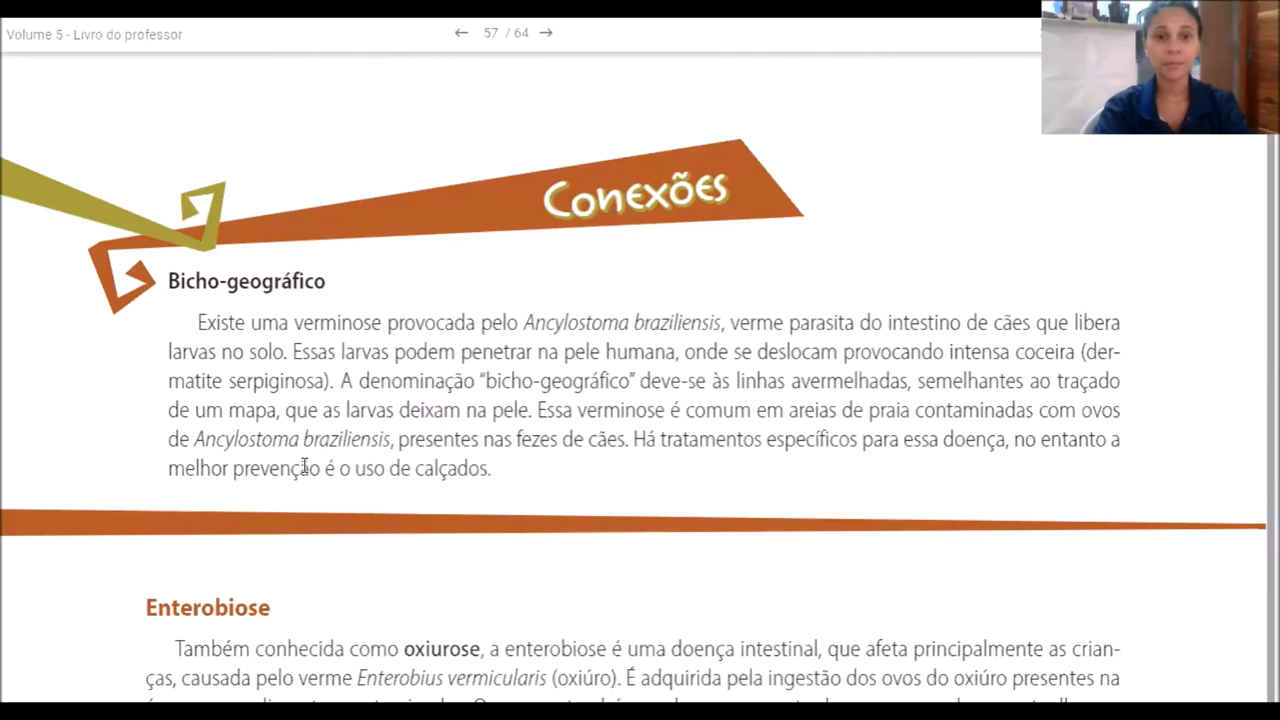 Volume 5 - Livro do professor
← 57 / 64 →
Conexões
Bicho-geográfico
Existe uma verminose provocada pelo Ancylostoma braziliensis, verme parasita do intestino de cães que libera
larvas no solo. Essas larvas podem penetrar na pele humana, onde se deslocam provocando intensa coceira (der-
matite serpiginosa). A denominação “bicho-geográfico” deve-se às linhas avermelhadas, semelhantes ao traçado
de um mapa, que as larvas deixam na pele. Essa verminose é comum em areias de praia contaminadas com ovos
de Ancylostoma braziliensis, presentes nas fezes de cães. Há tratamentos específicos para essa doença, no entanto a
melhor prevenção é o uso de calçados.
Enterobiose
Também conhecida como oxiurose, a enterobiose é uma doença intestinal, que afeta principalmente as crian-
ças, causada pelo verme Enterobius vermicularis (oxiúro). É adquirida pela ingestão dos ovos do oxiúro presentes na